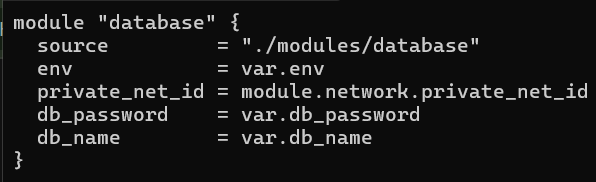 module "database" {
  source          = "./modules/database"
  env             = var.env
  private_net_id = module.network.private_net_id
  db_password     = var.db_password
  db_name         = var.db_name
}